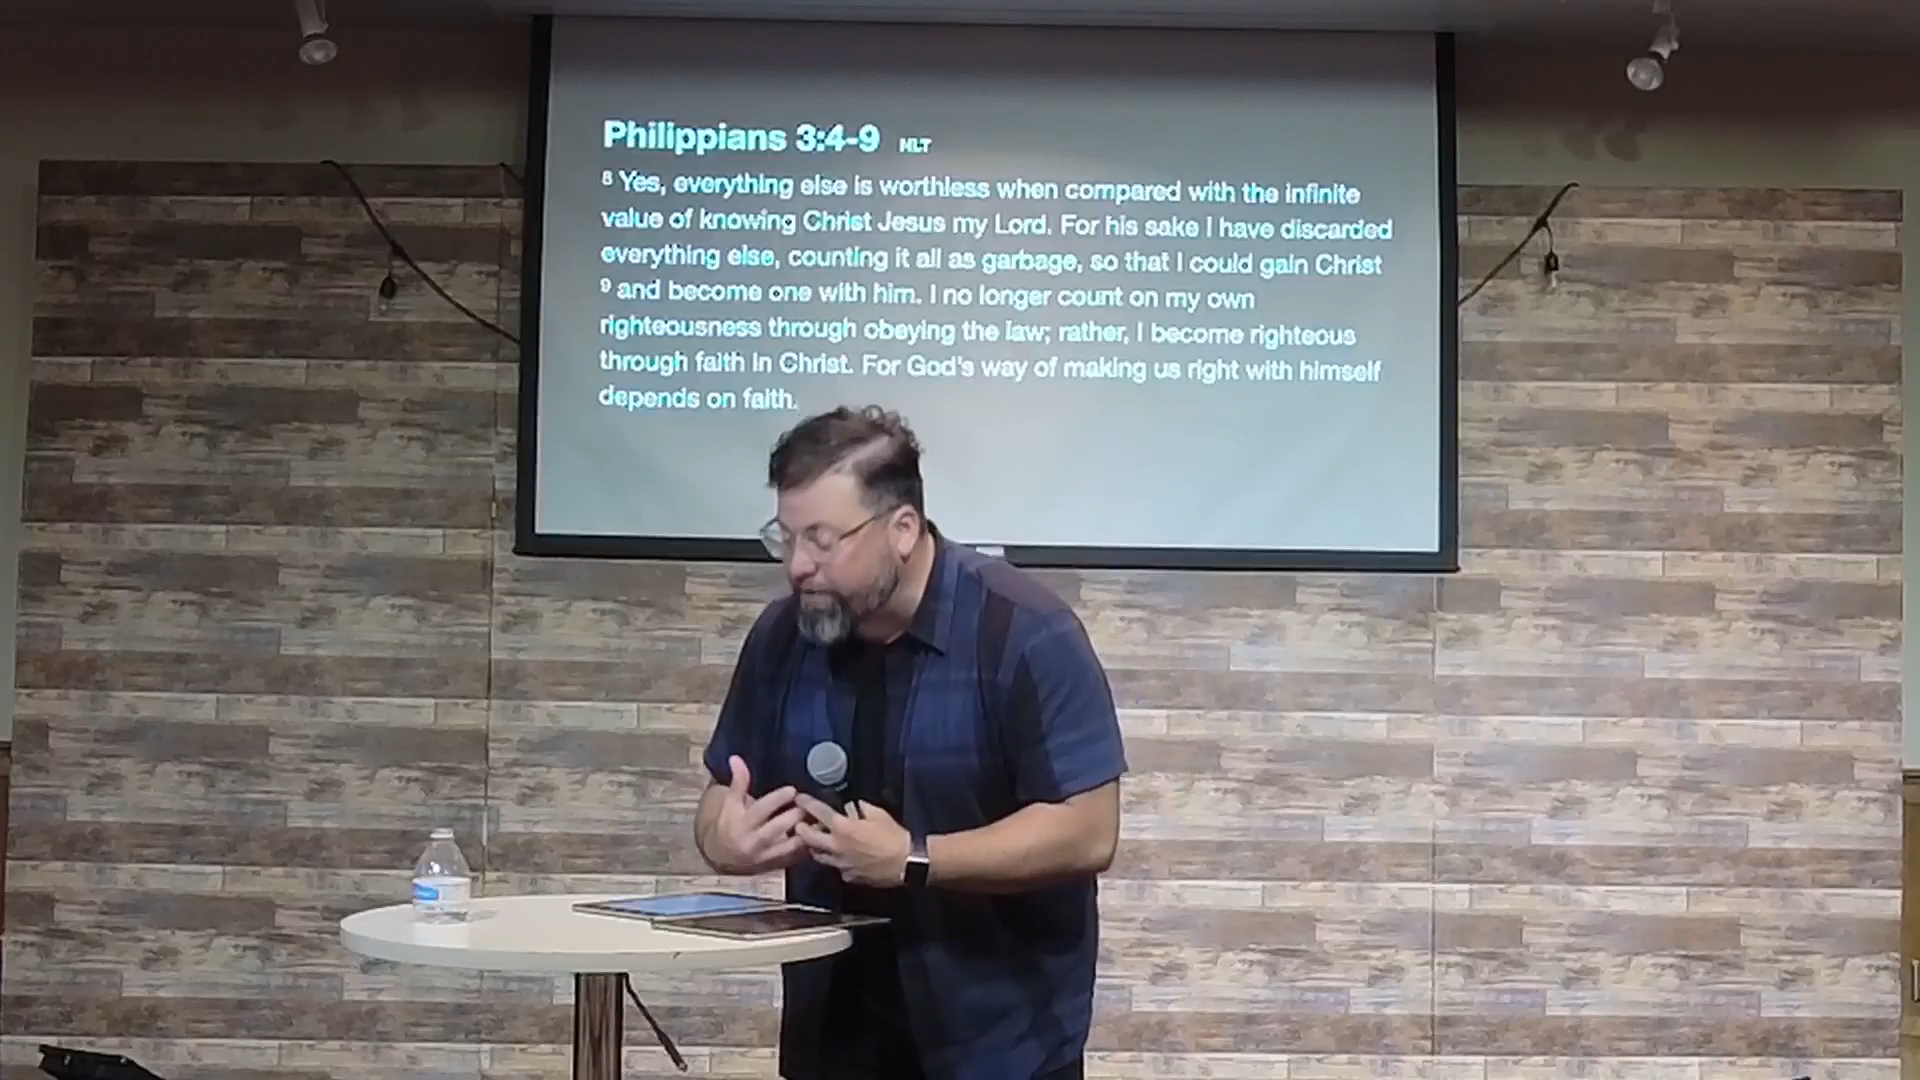 Philippians 3:4-9 NLT
8 Yes, everything else is worthless when compared with the infinite
value of knowing Christ Jesus my Lord. For his sake I have discarded
everything else, counting it all as garbage, so that I could gain Christ
9 and become one with him. I no longer count on my own
righteousness through obeying the law; rather, I become righteous
through faith in Christ. For God's way of making us right with himself
depends on faith.